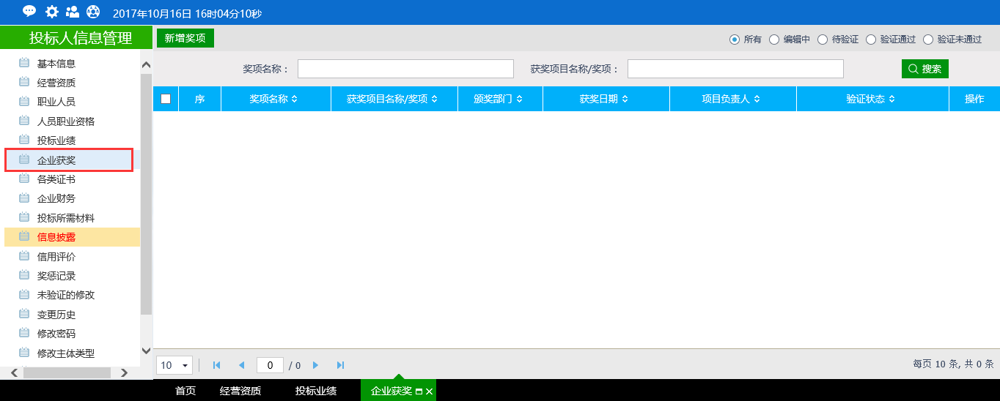 2017年10月16日 16时04分10秒
投标人信息管理
基本信息
经营资质
职业人员
人员职业资格
投标业绩
企业获奖
各类证书
企业财务
投标所需材料
信息披露
信用评价
奖惩记录
未验证的修改
变更历史
修改密码
修改主体类型
新增奖项
所有 编辑中 待验证 验证通过 验证未通过
奖项名称： 获奖项目名称/奖项： 搜索
序 奖项名称 获奖项目名称/奖项 颁奖部门 获奖日期 项目负责人 验证状态 操作
10 0 / 0 每页 10 条, 共 0 条
首页 经营资质 投标业绩 企业获奖